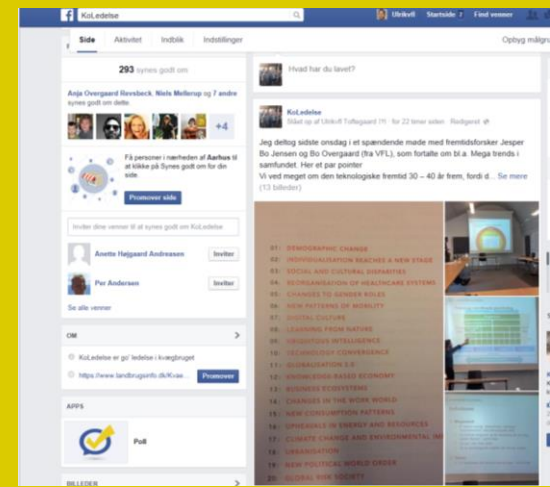 KoLedelse
Ulrikvfl Startside 7 Find venner
Side Aktivitet Indblik Indstillinger
Opbyg målgru
293 synes godt om
Anja Overgaard Ravsbeck, Niels Mellerup og 7 andre
synes godt om dette.
+4
Få personer i nærheden af Aarhus til
at klikke på Synes godt om for din
side.
Promover side
Inviter dine venner til at synes godt om KoLedelse
Anette Højgaard Andreasen Inviter
Per Andersen Inviter
Se alle venner
OM
KoLedelse er go' ledelse i kvægbruget
https://www.landbrugsinfo.dk/Kvae... Promover
APPS
Poll
BILLEDER
Hvad har du lavet?
KoLedelse
Slået op af Ulrikvfl Toftegaard · for 22 timer siden · Redigeret
Jeg deltog sidste onsdag i et spændende møde med fremtidsforsker Jesper
Bo Jensen og Bo Overgaard (fra VFL), som fortalte om bl.a. Mega trends i
samfundet. Her et par pointer
Vi ved meget om den teknologiske fremtid 30 – 40 år frem, fordi d... Se mere
(13 billeder)
01: DEMOGRAPHIC CHANGE
02: INDIVIDUALISATION REACHES A NEW STAGE
03: SOCIAL AND CULTURAL DISPARITIES
04: REORGANISATION OF HEALTHCARE SYSTEMS
05: CHANGES TO GENDER ROLES
06: NEW PATTERNS OF MOBILITY
07: DIGITAL CULTURE
08: LEARNING FROM NATURE
09: UBIQUITOUS INTELLIGENCE
10: TECHNOLOGY CONVERGENCE
11: GLOBALISATION 2.0
12: KNOWLEDGE-BASED ECONOMY
13: BUSINESS ECOSYSTEMS
14: CHANGES IN THE WORK WORLD
15: NEW CONSUMPTION PATTERNS
16: UPHEAVALS IN ENERGY AND RESOURCES
17: CLIMATE CHANGE AND ENVIRONMENTAL IM
18: URBANISATION
19: NEW POLITICAL WORLD ORDER
20: GLOBAL RISK SOCIETY